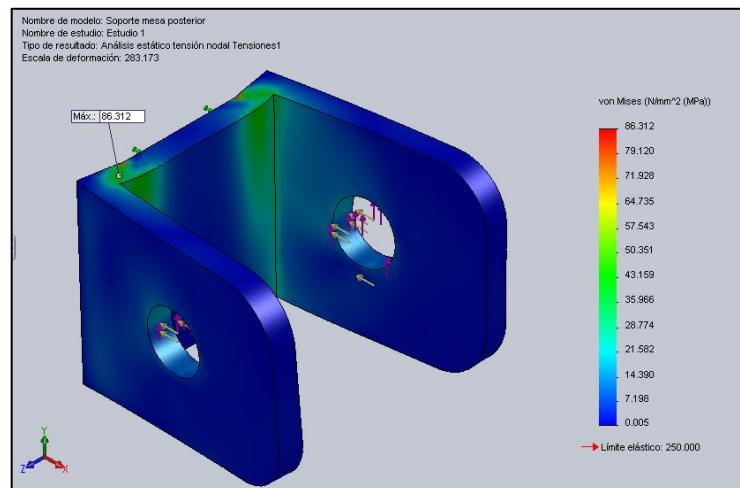 Nombre de modelo: Soporte mesa posterior
Nombre de estudio: Estudio 1
Tipo de resultado: Análisis estático tensión nodal Tensiones1
Escala de deformación: 283.173
Máx.: 86.312
von Mises (N/mm^2 (MPa))
86.312
79.120
71.928
64.735
57.543
50.351
43.159
35.966
28.774
21.582
14.390
7.198
0.005
Límite elástico: 250.000
Y
Z
X